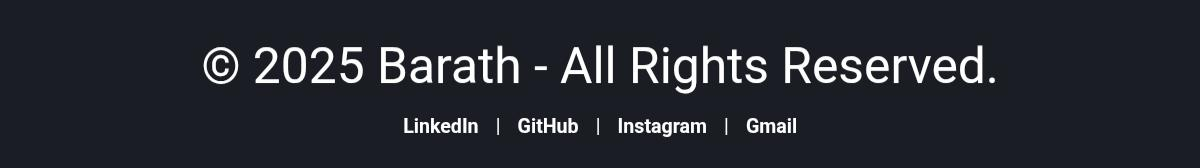 © 2025 Barath - All Rights Reserved.
LinkedIn | GitHub | Instagram | Gmail